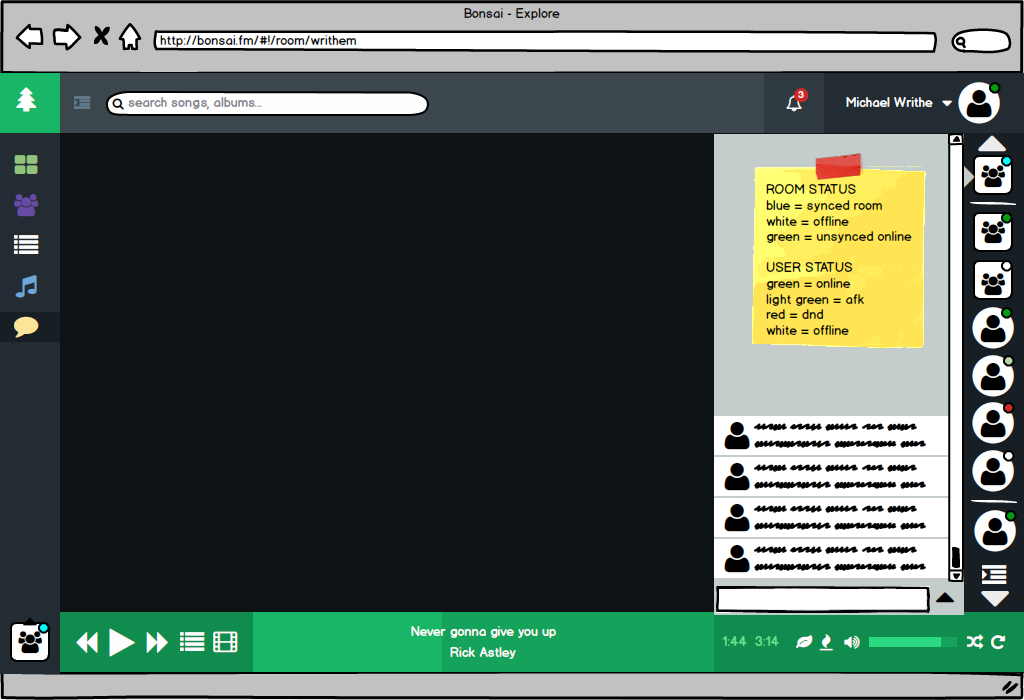 Bonsai - Explore
http://bonsai.fm/#!/room/writhem
search songs, albums...
3
Michael Writhe
ROOM STATUS
blue = synced room
white = offline
green = unsynced online
USER STATUS
green = online
light green = afk
red = dnd
white = offline
Never gonna give you up
Rick Astley
1:44 3:14